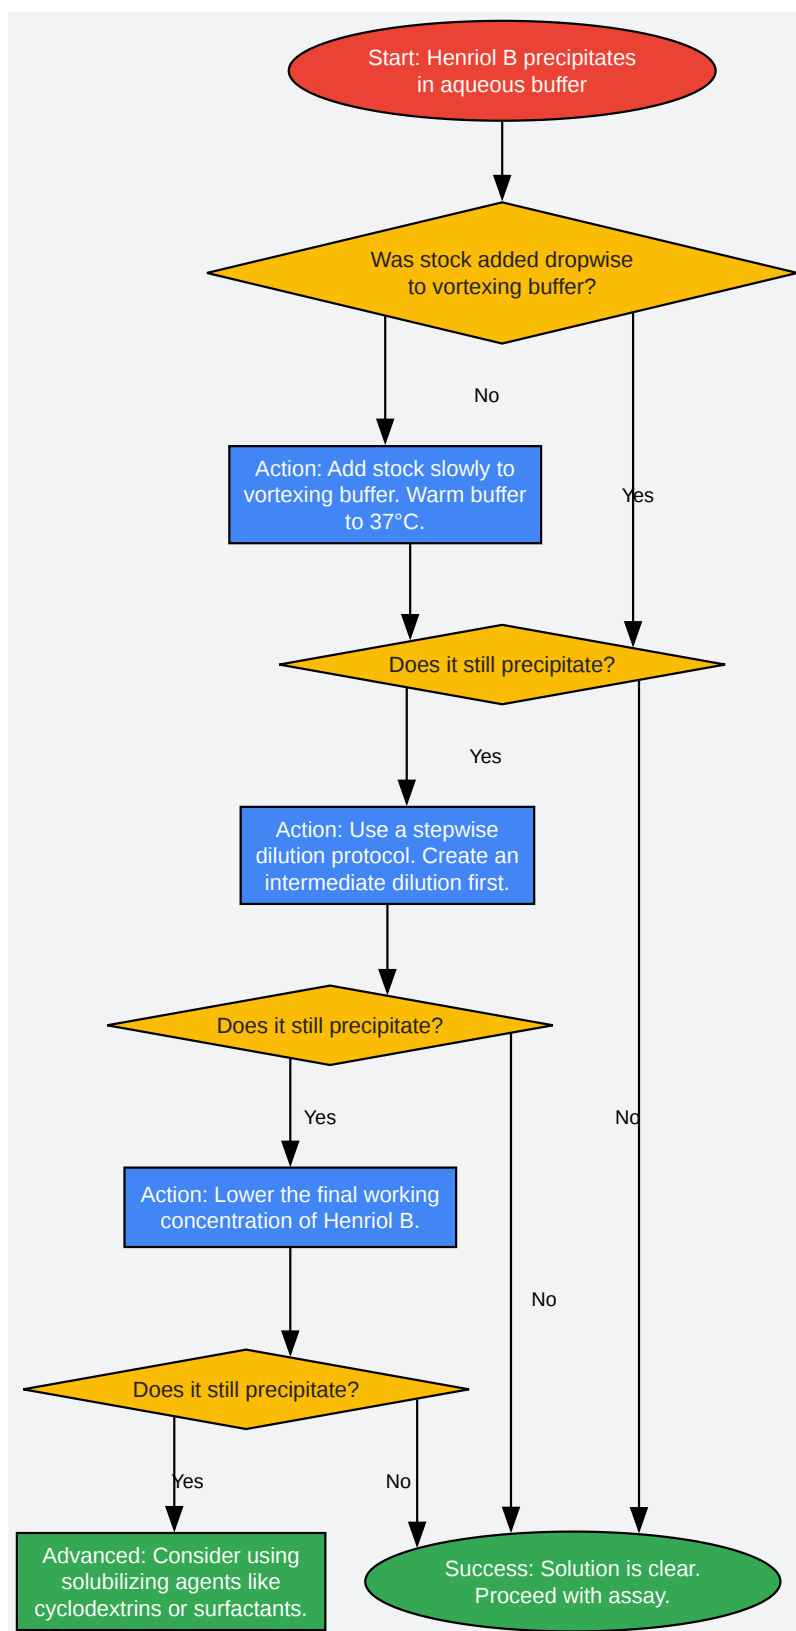 Start: Henriol B precipitates
in aqueous buffer
Was stock added dropwise
to vortexing buffer?
No
Action: Add stock slowly to
vortexing buffer. Warm buffer
to 37°C.
Yes
Does it still precipitate?
Yes
Action: Use a stepwise
dilution protocol. Create an
intermediate dilution first.
Does it still precipitate?
Yes
No
Action: Lower the final working
concentration of Henriol B.
No
Does it still precipitate?
Yes
No
Advanced: Consider using
solubilizing agents like
cyclodextrins or surfactants.
Success: Solution is clear.
Proceed with assay.